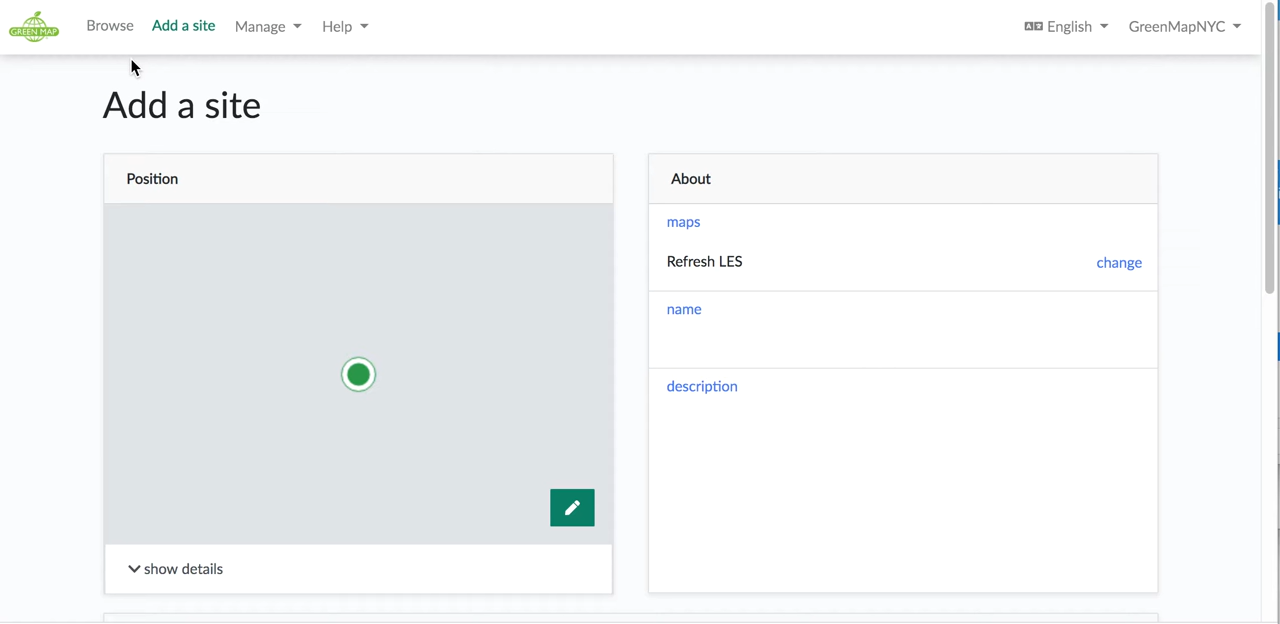 GREEN MAP
Browse Add a site Manage Help English GreenMapNYC
Add a site
Position
show details
About
maps
Refresh LES change
name
description